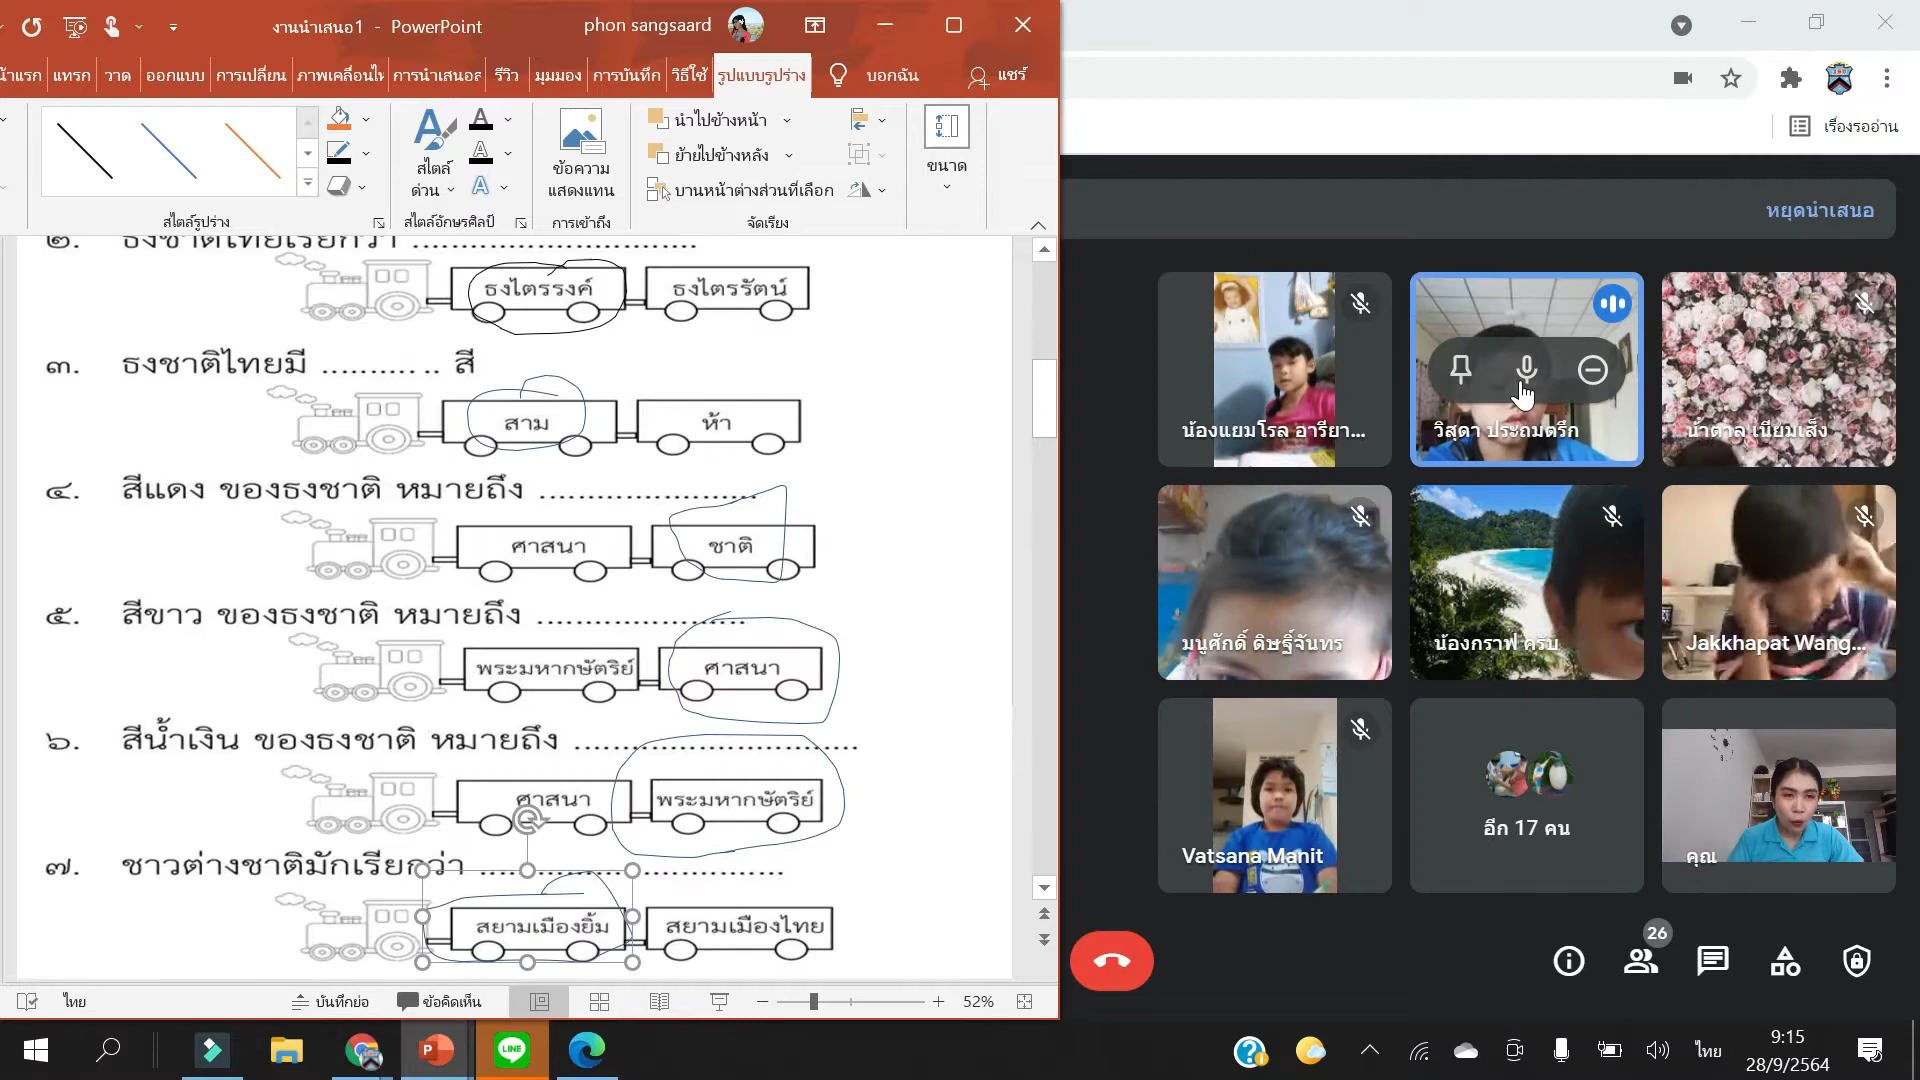 งานนำเสนอ1 - PowerPoint
phon sangsaard
แทรก วาด ออกแบบ การเปลี่ยน ภาพเคลื่อนไห การนำเสนอส รีวิว มุมมอง การบันทึก วิธีใช้ รูปแบบรูปร่าง บอกฉัน แชร์
สไตล์ด่วน
ข้อความแสดงแทน
นำไปข้างหน้า
ย้ายไปข้างหลัง
บานหน้าต่างส่วนที่เลือก
ขนาด
สไตล์รูปร่าง สไตล์อักษรศิลป์ การเข้าถึง จัดเรียง
๒. ธงชาติไทยเรียกว่า ............................
ธงไตรรงค์ ธงไตรรัตน์
๓. ธงชาติไทยมี ............ สี
สาม ห้า
๔. สีแดง ของธงชาติ หมายถึง ......................
ศาสนา ชาติ
๕. สีขาว ของธงชาติ หมายถึง .....................
พระมหากษัตริย์ ศาสนา
๖. สีน้ำเงิน ของธงชาติ หมายถึง ............................
ศาสนา พระมหากษัตริย์
๗. ชาวต่างชาติมักเรียกว่า ..............................
สยามเมืองยิ้ม สยามเมืองไทย
ไทย บันทึกย่อ ข้อคิดเห็น 52%
เรื่องรออ่าน
หยุดนำเสนอ
น้องแยมโรล อารียา...
วิสุดา ประถมตรึก
น้ำตาล เนียมเส็ง
มนูศักดิ์ ดิษฐ์จันทร
น้องกราฟ ครับ
Jakkhapat Wang...
Vatsana Manit
อีก 17 คน
คุณ
26
LINE
ไทย
9:15
28/9/2564